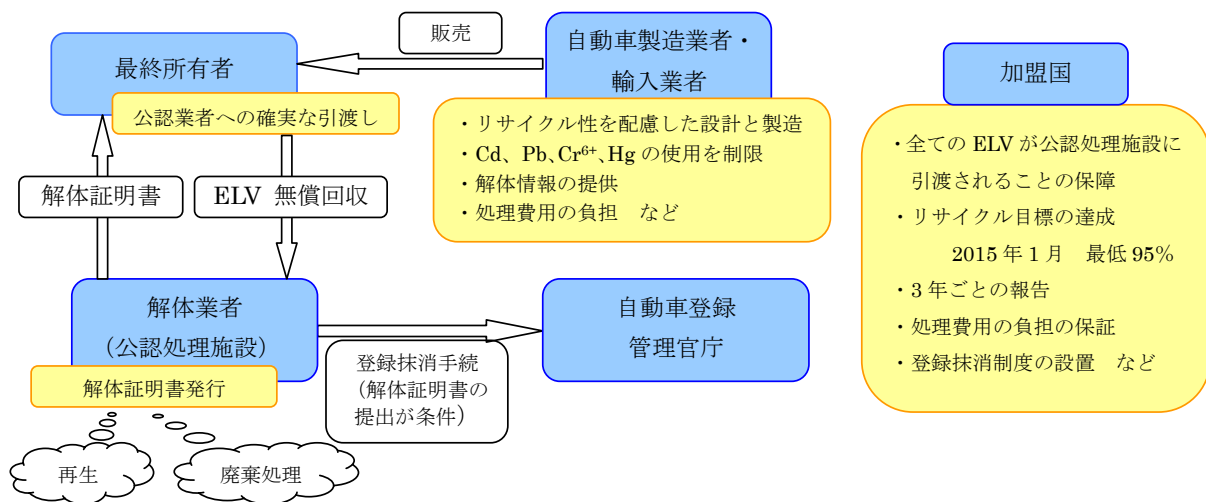 販売
最終所有者
公認業者への確実な引渡し
自動車製造業者・
輸入業者
・リサイクル性を配慮した設計と製造
・Cd、Pb、Cr6+、Hg の使用を制限
・解体情報の提供
・処理費用の負担　など
加盟国
・全ての ELV が公認処理施設に
引渡されることの保障
・リサイクル目標の達成
2015 年 1 月　最低 95%
・3 年ごとの報告
・処理費用の負担の保証
・登録抹消制度の設置　など
解体証明書
ELV 無償回収
解体業者
（公認処理施設）
解体証明書発行
登録抹消手続
（解体証明書の
提出が条件）
自動車登録
管理官庁
再生
廃棄処理